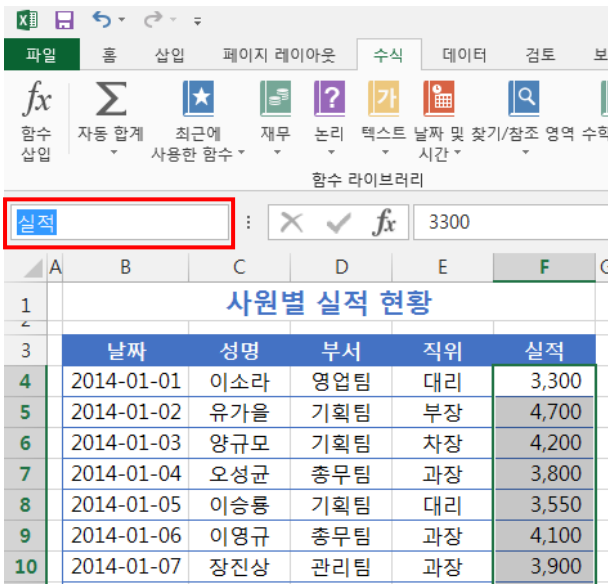 파일 홈 삽입 페이지 레이아웃 수식 데이터 검토
fx Σ ? 가
함수 삽입
자동 합계
최근에 사용한 함수
재무
논리
텍스트
날짜 및 시간
찾기/참조 영역
함수 라이브러리
실적 fx 3300
A B C D E F
1 사원별 실적 현황
3 날짜 성명 부서 직위 실적
4 2014-01-01 이소라 영업팀 대리 3,300
5 2014-01-02 유가을 기획팀 부장 4,700
6 2014-01-03 양규모 기획팀 차장 4,200
7 2014-01-04 오성균 총무팀 과장 3,800
8 2014-01-05 이승룡 기획팀 대리 3,550
9 2014-01-06 이영규 총무팀 과장 4,100
10 2014-01-07 장진상 관리팀 과장 3,900